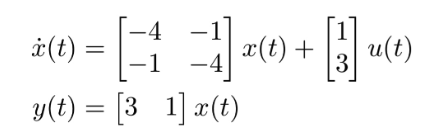 ẋ(t) = [−4 −1; −1 −4] x(t) + [1; 3] u(t)
y(t) = [3 1] x(t)